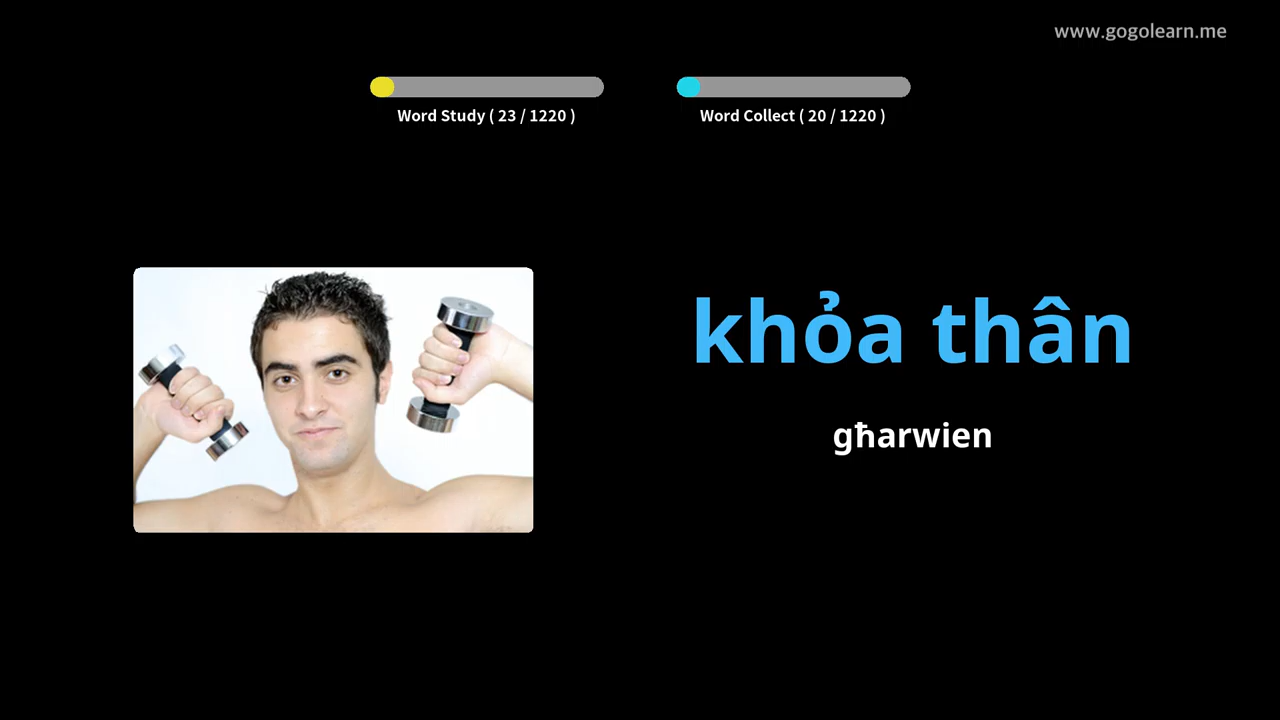 www.gogolearn.me
Word Study ( 23 / 1220 )
Word Collect ( 20 / 1220 )
khỏa thân
għarwien